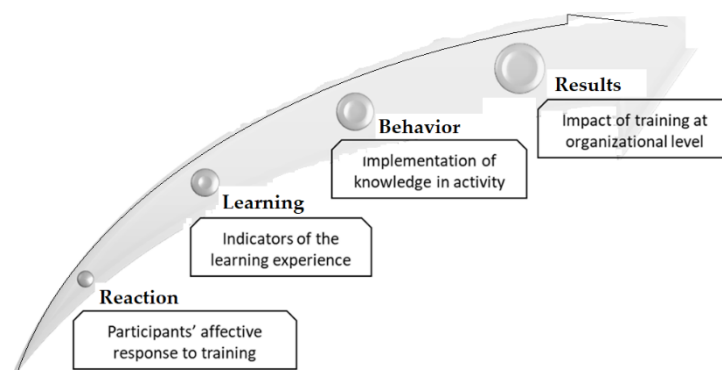 Results
Impact of training at
organizational level
Behavior
Implementation of
knowledge in activity
Learning
Indicators of the
learning experience
Reaction
Participants’ affective
response to training